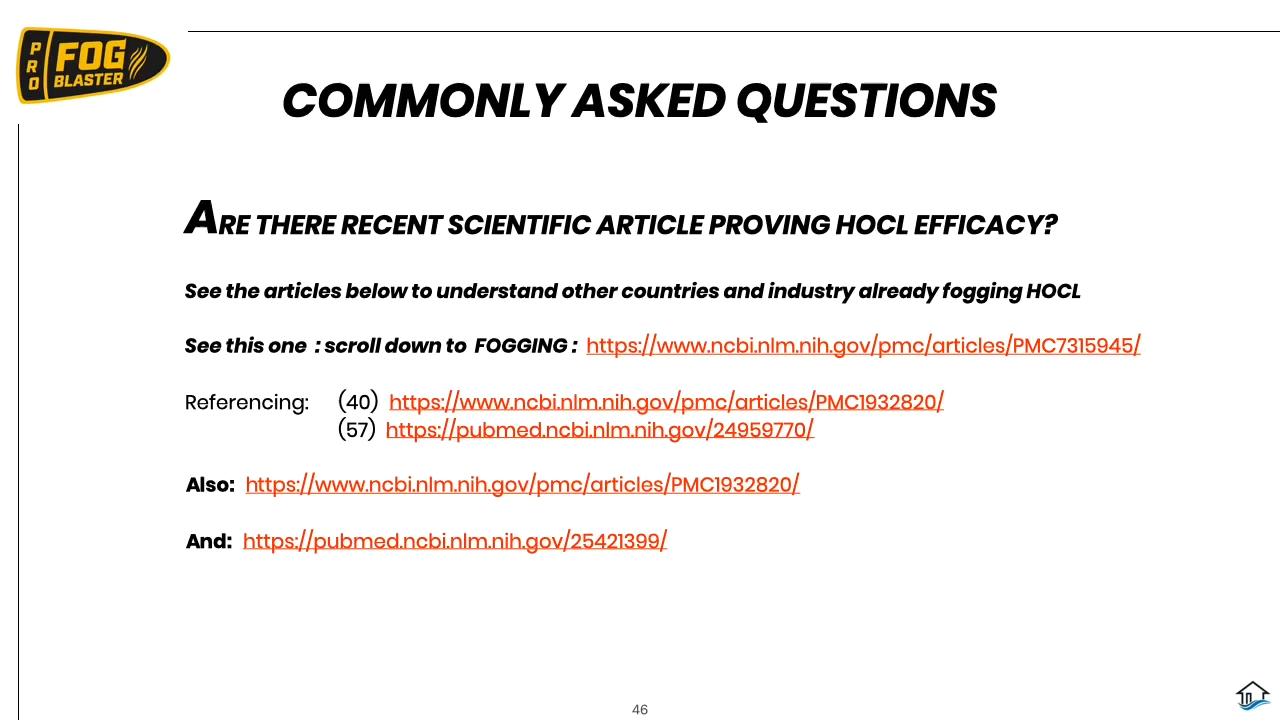 PRO
FOG
BLASTER
COMMONLY ASKED QUESTIONS
ARE THERE RECENT SCIENTIFIC ARTICLE PROVING HOCL EFFICACY?
See the articles below to understand other countries and industry already fogging HOCL
See this one : scroll down to FOGGING : https://www.ncbi.nlm.nih.gov/pmc/articles/PMC7315945/
Referencing: (40) https://www.ncbi.nlm.nih.gov/pmc/articles/PMC1932820/
(57) https://pubmed.ncbi.nlm.nih.gov/24959770/
Also: https://www.ncbi.nlm.nih.gov/pmc/articles/PMC1932820/
And: https://pubmed.ncbi.nlm.nih.gov/25421399/
46